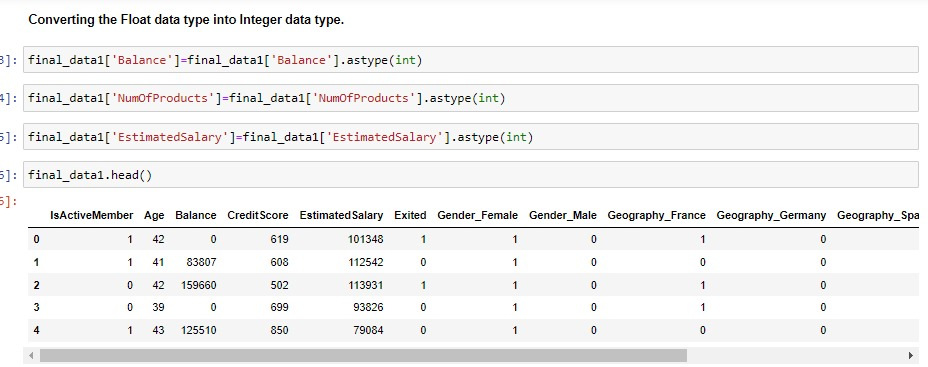 Converting the Float data type into Integer data type.
3]: final_data1['Balance']=final_data1['Balance'].astype(int)
4]: final_data1['NumOfProducts']=final_data1['NumOfProducts'].astype(int)
5]: final_data1['EstimatedSalary']=final_data1['EstimatedSalary'].astype(int)
6]: final_data1.head()
6]:
IsActiveMember Age Balance CreditScore EstimatedSalary Exited Gender_Female Gender_Male Geography_France Geography_Germany Geography_Spa
0 1 42 0 619 101348 1 1 0 1 0
1 1 41 83807 608 112542 0 1 0 0 0
2 0 42 159660 502 113931 1 1 0 1 0
3 0 39 0 699 93826 0 1 0 1 0
4 1 43 125510 850 79084 0 1 0 0 0